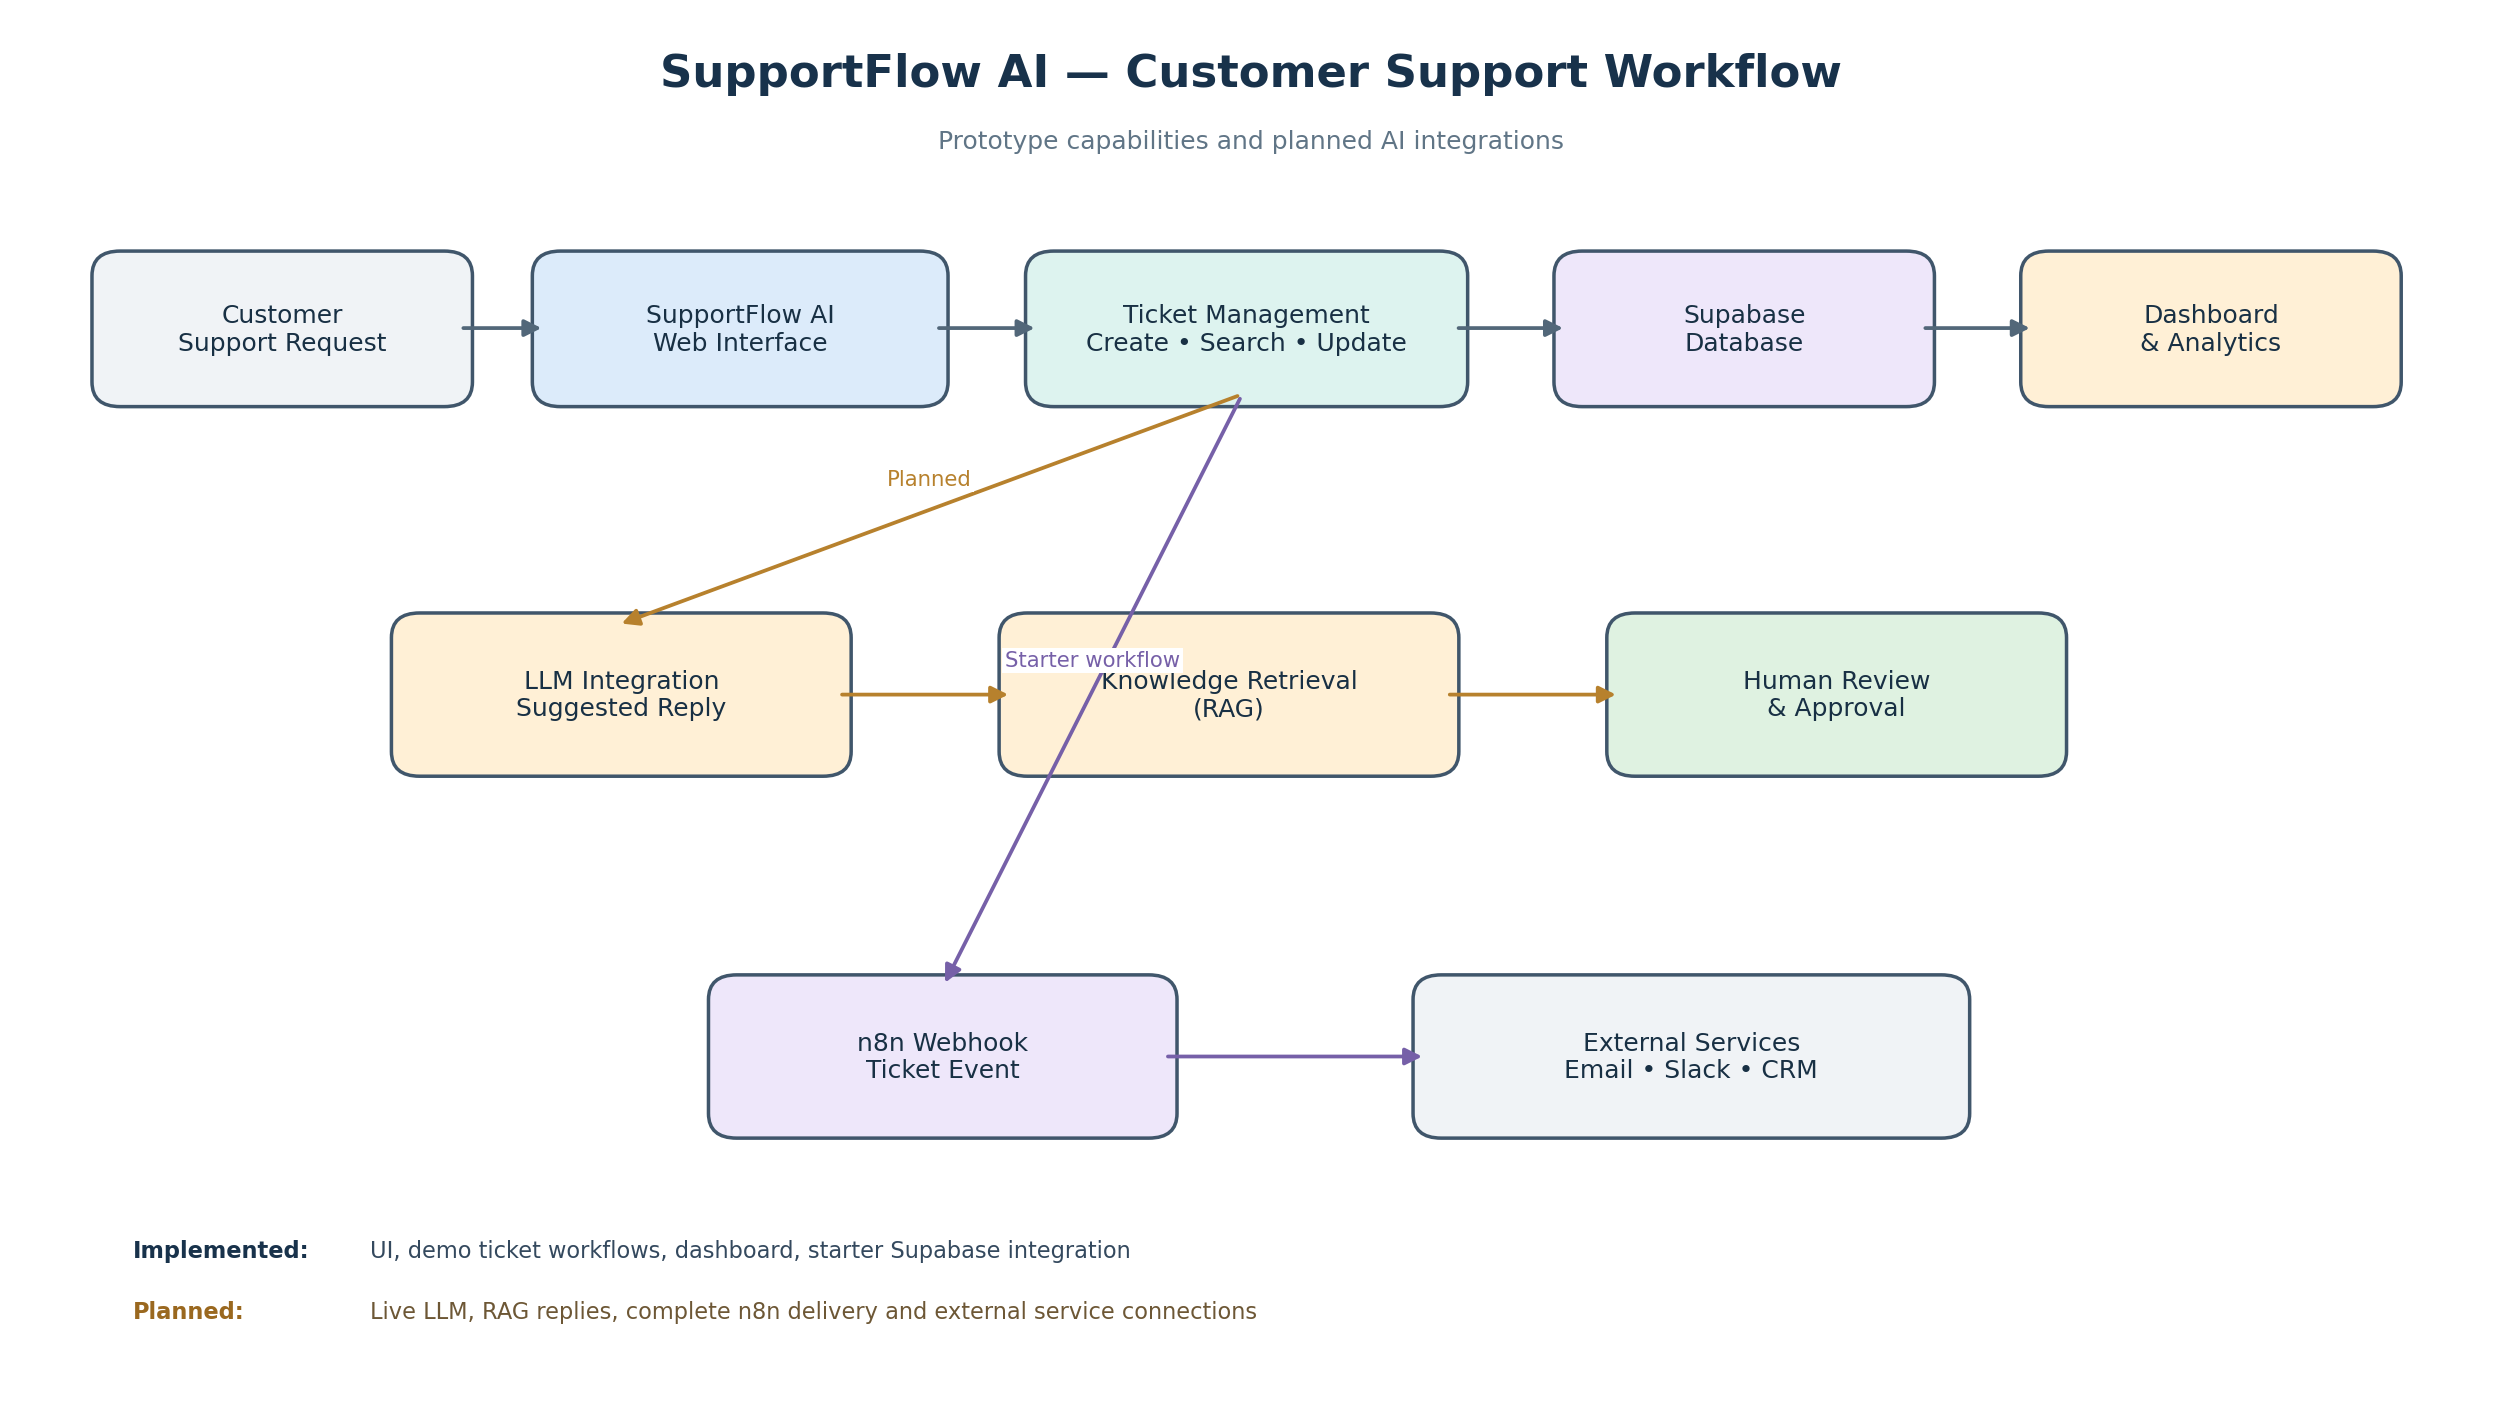 SupportFlow AI — Customer Support Workflow
Prototype capabilities and planned AI integrations
Customer
Support Request
SupportFlow AI
Web Interface
Ticket Management
Create • Search • Update
Supabase
Database
Dashboard
& Analytics
Planned
LLM Integration
Suggested Reply
Starter workflow
Knowledge Retrieval
(RAG)
Human Review
& Approval
n8n Webhook
Ticket Event
External Services
Email • Slack • CRM
Implemented: UI, demo ticket workflows, dashboard, starter Supabase integration
Planned: Live LLM, RAG replies, complete n8n delivery and external service connections